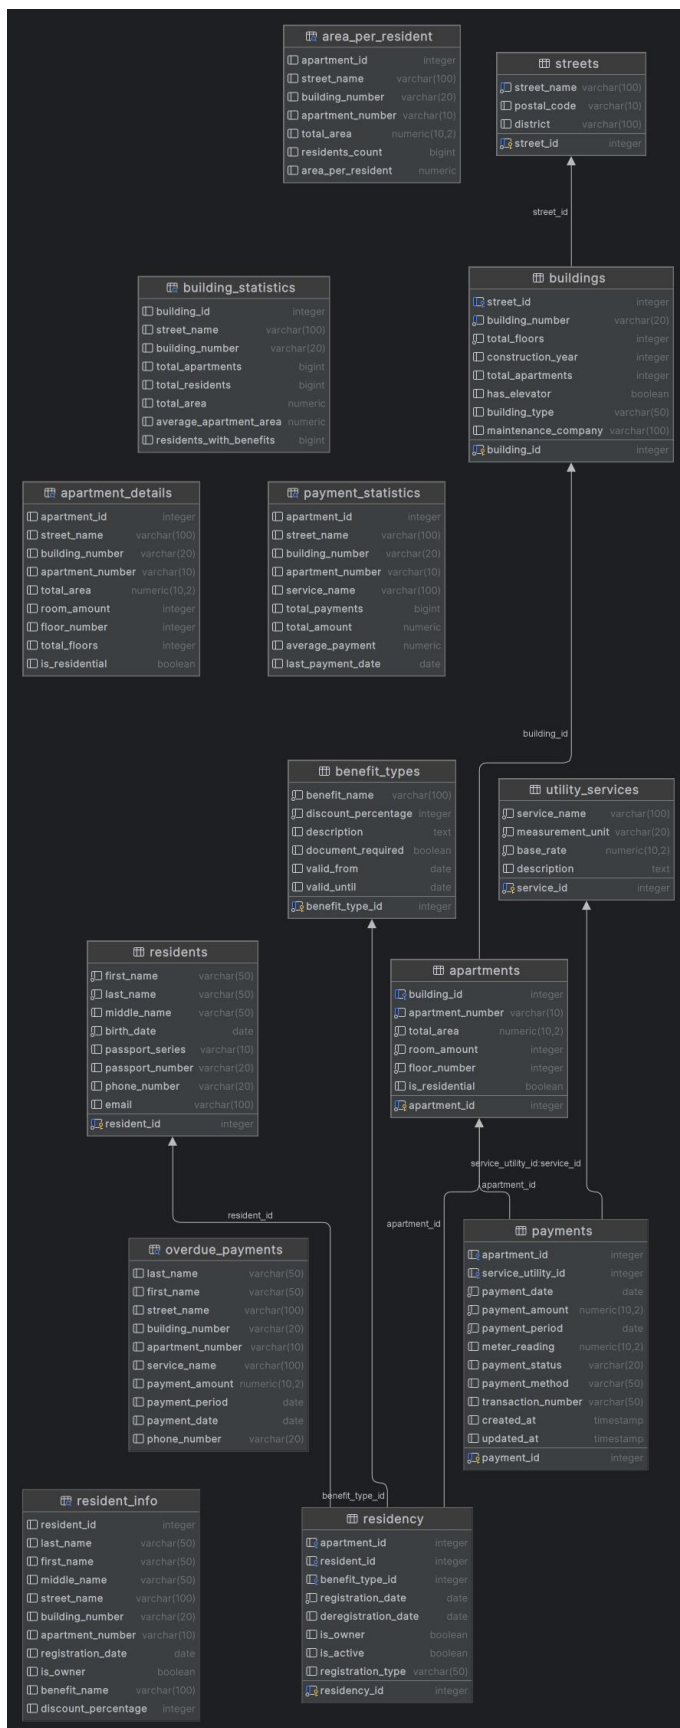 area_per_resident
apartment_id integer
street_name varchar(100)
building_number varchar(20)
apartment_number varchar(10)
total_area numeric(10,2)
residents_count bigint
area_per_resident numeric
streets
street_name varchar(100)
postal_code varchar(10)
district varchar(100)
street_id integer
street_id
building_statistics
building_id integer
street_name varchar(100)
building_number varchar(20)
total_apartments bigint
total_residents bigint
total_area numeric
average_apartment_area numeric
residents_with_benefits bigint
buildings
street_id integer
building_number varchar(20)
total_floors integer
construction_year integer
total_apartments integer
has_elevator boolean
building_type varchar(50)
maintenance_company varchar(100)
building_id integer
apartment_details
apartment_id integer
street_name varchar(100)
building_number varchar(20)
apartment_number varchar(10)
total_area numeric(10,2)
room_amount integer
floor_number integer
total_floors integer
is_residential boolean
payment_statistics
apartment_id integer
street_name varchar(100)
building_number varchar(20)
apartment_number varchar(10)
service_name varchar(100)
total_payments bigint
total_amount numeric
average_payment numeric
last_payment_date date
building_id
benefit_types
benefit_name varchar(100)
discount_percentage integer
description text
document_required boolean
valid_from date
valid_until date
benefit_type_id integer
utility_services
service_name varchar(100)
measurement_unit varchar(20)
base_rate numeric(10,2)
description text
service_id integer
residents
first_name varchar(50)
last_name varchar(50)
middle_name varchar(50)
birth_date date
passport_series varchar(10)
passport_number varchar(20)
phone_number varchar(20)
email varchar(100)
resident_id integer
apartments
building_id integer
apartment_number varchar(10)
total_area numeric(10,2)
room_amount integer
floor_number integer
is_residential boolean
apartment_id integer
service_utility_id:service_id
apartment_id
resident_id
apartment_id
overdue_payments
last_name varchar(50)
first_name varchar(50)
street_name varchar(100)
building_number varchar(20)
apartment_number varchar(10)
service_name varchar(100)
payment_amount numeric(10,2)
payment_period date
payment_date date
phone_number varchar(20)
payments
apartment_id integer
service_utility_id integer
payment_date date
payment_amount numeric(10,2)
payment_period date
meter_reading numeric(10,2)
payment_status varchar(20)
payment_method varchar(50)
transaction_number varchar(50)
created_at timestamp
updated_at timestamp
payment_id integer
resident_info
resident_id integer
last_name varchar(50)
first_name varchar(50)
middle_name varchar(50)
street_name varchar(100)
building_number varchar(20)
apartment_number varchar(10)
registration_date date
is_owner boolean
benefit_name varchar(100)
discount_percentage integer
benefit_type_id
residency
apartment_id integer
resident_id integer
benefit_type_id integer
registration_date date
deregistration_date date
is_owner boolean
is_active boolean
registration_type varchar(50)
residency_id integer